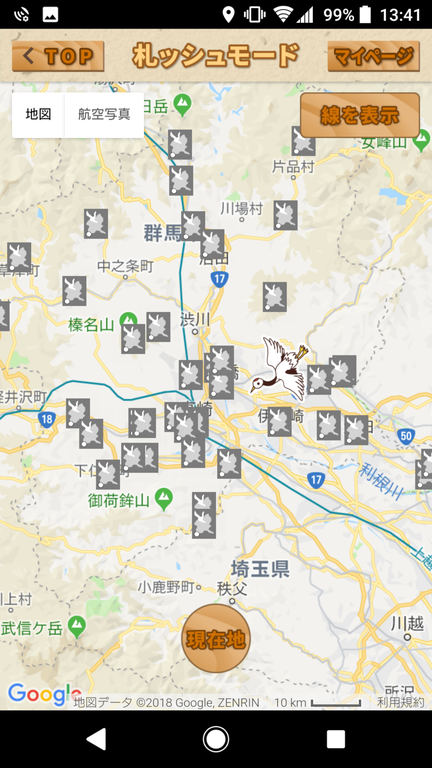 99% 13:41
TOP 札ッシュモード マイページ
地図 航空写真
線を表示
日岳
女峰山
片品村
川場村
群馬
沼田
中之条町
17
榛名山
渋川
軽井沢町
18
50
17
利根川
御荷鉾山
上越
埼玉県
小鹿野町
秩父
川上村
武信ケ岳
川越
現在地
所沢
Google 地図データ ©2018 Google, ZENRIN 10 km 利用規約